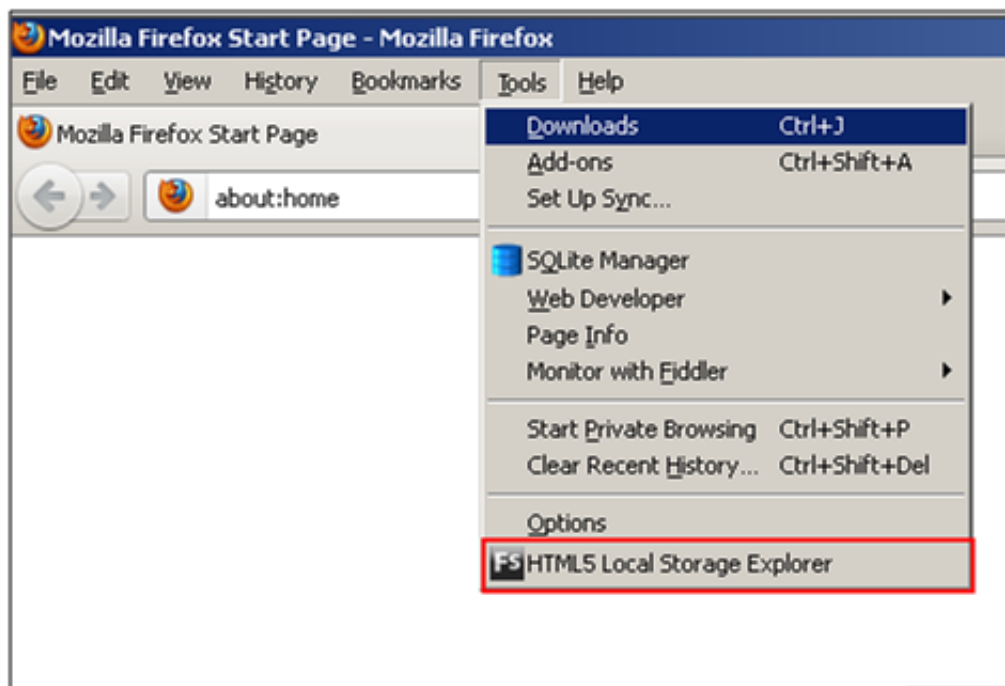 Mozilla Firefox Start Page - Mozilla Firefox
File Edit View History Bookmarks Tools Help
Mozilla Firefox Start Page
about:home
Downloads Ctrl+J
Add-ons Ctrl+Shift+A
Set Up Sync...
SQLite Manager
Web Developer
Page Info
Monitor with Fiddler
Start Private Browsing Ctrl+Shift+P
Clear Recent History... Ctrl+Shift+Del
Options
FS HTML5 Local Storage Explorer